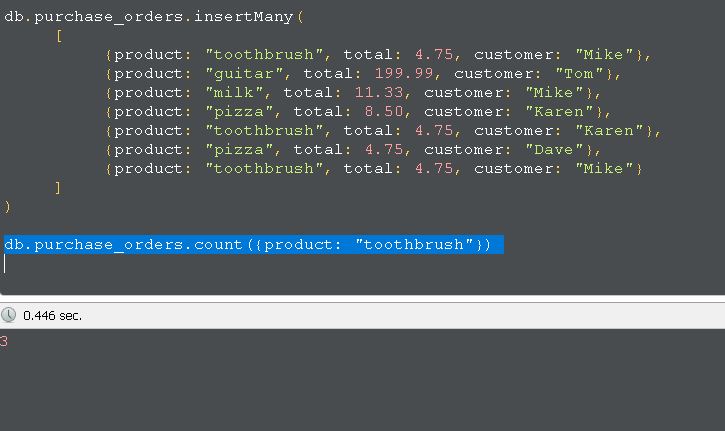 db.purchase_orders.insertMany(
[
{product: "toothbrush", total: 4.75, customer: "Mike"},
{product: "guitar", total: 199.99, customer: "Tom"},
{product: "milk", total: 11.33, customer: "Mike"},
{product: "pizza", total: 8.50, customer: "Karen"},
{product: "toothbrush", total: 4.75, customer: "Karen"},
{product: "pizza", total: 4.75, customer: "Dave"},
{product: "toothbrush", total: 4.75, customer: "Mike"}
]
)
db.purchase_orders.count({product: "toothbrush"})
0.446 sec.
3